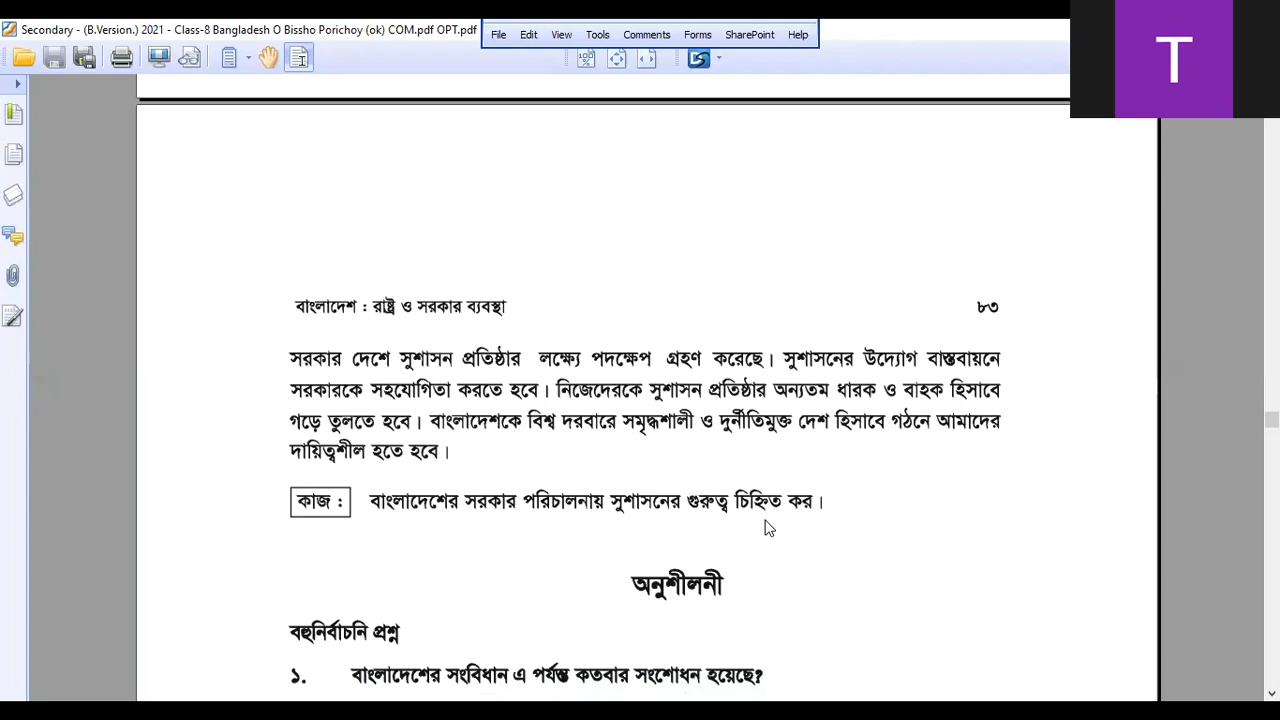 Secondary - (B.Version.) 2021 - Class-8 Bangladesh O Bissho Porichoy (ok) COM.pdf OPT.pdf
File Edit View Tools Comments Forms SharePoint Help
T
বাংলাদেশ : রাষ্ট্র ও সরকার ব্যবস্থা ৮৩
সরকার দেশে সুশাসন প্রতিষ্ঠার লক্ষ্যে পদক্ষেপ গ্রহণ করেছে। সুশাসনের উদ্যোগ বাস্তবায়নে
সরকারকে সহযোগিতা করতে হবে। নিজেদেরকে সুশাসন প্রতিষ্ঠার অন্যতম ধারক ও বাহক হিসাবে
গড়ে তুলতে হবে। বাংলাদেশকে বিশ্ব দরবারে সমৃদ্ধশালী ও দুর্নীতিমুক্ত দেশ হিসাবে গঠনে আমাদের
দায়িত্বশীল হতে হবে।
কাজ : বাংলাদেশের সরকার পরিচালনায় সুশাসনের গুরুত্ব চিহ্নিত কর।
অনুশীলনী
বহুনির্বাচনি প্রশ্ন
১. বাংলাদেশের সংবিধান এ পর্যন্ত কতবার সংশোধন হয়েছে?